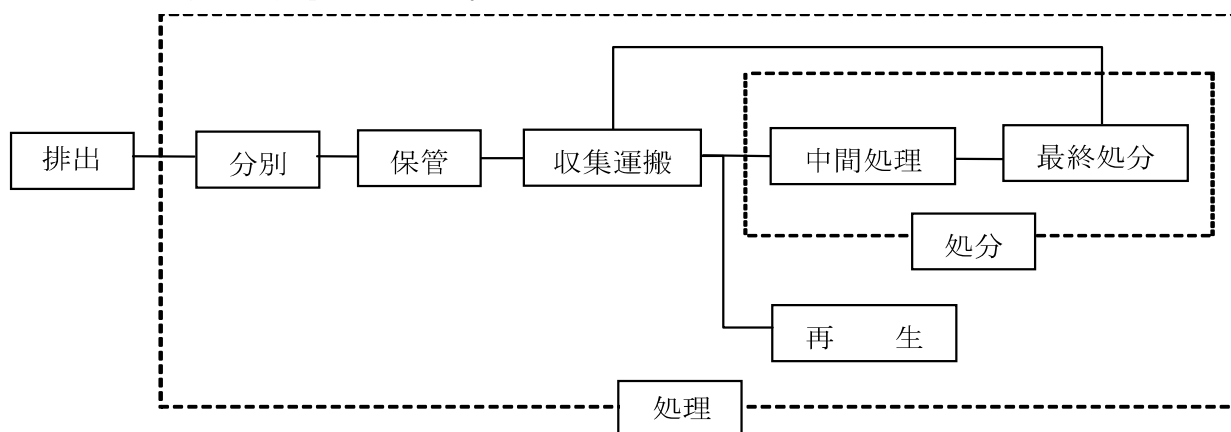 排出
分別
保管
収集運搬
中間処理
最終処分
処分
再　　生
処理